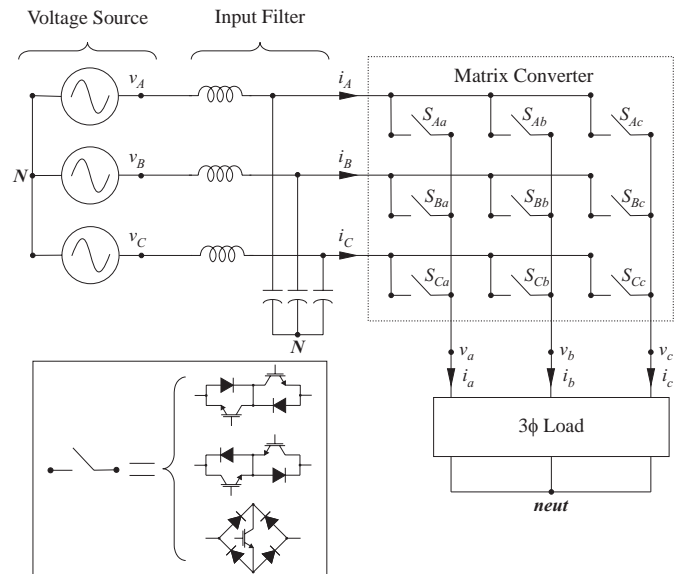 Voltage Source Input Filter
v_A i_A Matrix Converter
S_Aa S_Ab S_Ac
v_B i_B
N
S_Ba S_Bb S_Bc
v_C i_C
S_Ca S_Cb S_Cc
N
v_a v_b v_c
i_a i_b i_c
3ϕ Load
neut